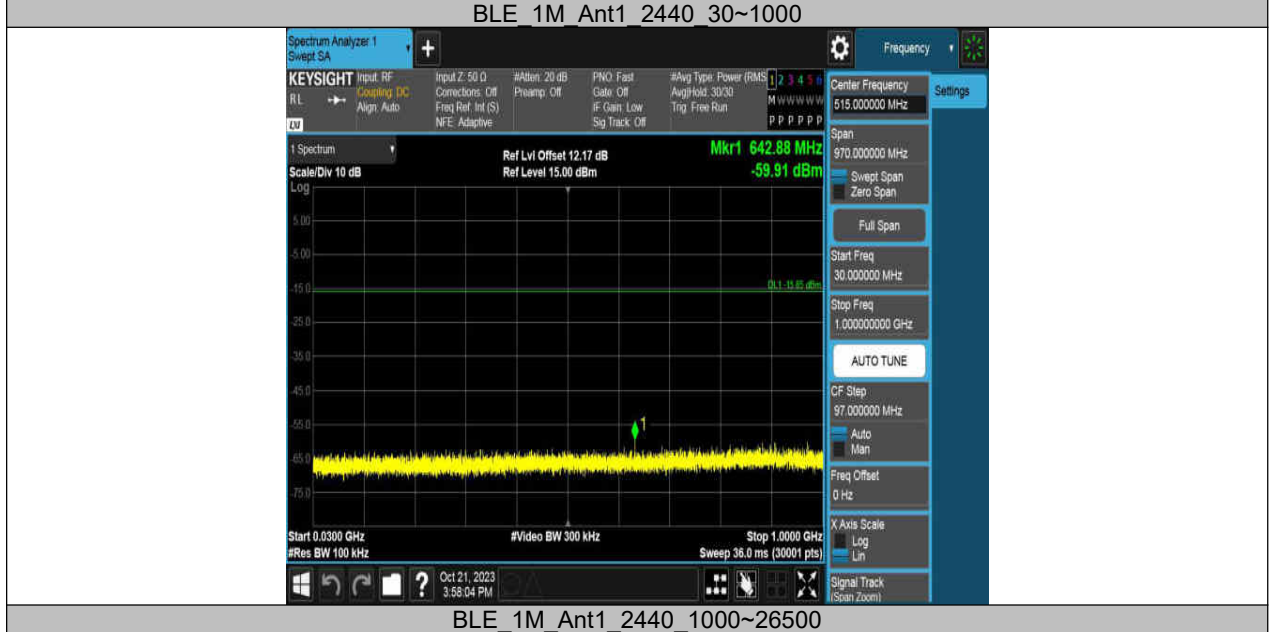 BLE_1M_Ant1_2440_30~1000
Spectrum Analyzer 1
Swept SA
+
Frequency
KEYSIGHT
RL
LXI
Input: RF
Coupling: DC
Align: Auto
Input Z: 50 Ω
Corrections: Off
Freq Ref: Int (S)
NFE: Adaptive
#Atten: 20 dB
Preamp: Off
PNO: Fast
Gate: Off
IF Gain: Low
Sig Track: Off
#Avg Type: Power (RMS
Avg|Hold: 30/30
Trig: Free Run
1 2 3 4 5 6
M W W W W W
P P P P P P
Center Frequency
515.000000 MHz
Settings
1 Spectrum
Scale/Div 10 dB
Log
Ref Lvl Offset 12.17 dB
Ref Level 15.00 dBm
Mkr1 642.88 MHz
-59.91 dBm
5.00
-5.00
-15.0
DL1 -15.85 dBm
-25.0
-35.0
-45.0
-55.0
1
-65.0
-75.0
Start 0.0300 GHz
#Res BW 100 kHz
#Video BW 300 kHz
Stop 1.0000 GHz
Sweep 36.0 ms (30001 pts)
Span
970.000000 MHz
Swept Span
Zero Span
Full Span
Start Freq
30.000000 MHz
Stop Freq
1.000000000 GHz
AUTO TUNE
CF Step
97.000000 MHz
Auto
Man
Freq Offset
0 Hz
X Axis Scale
Log
Lin
Signal Track
(Span Zoom)
?
Oct 21, 2023
3:58:04 PM
BLE_1M_Ant1_2440_1000~26500